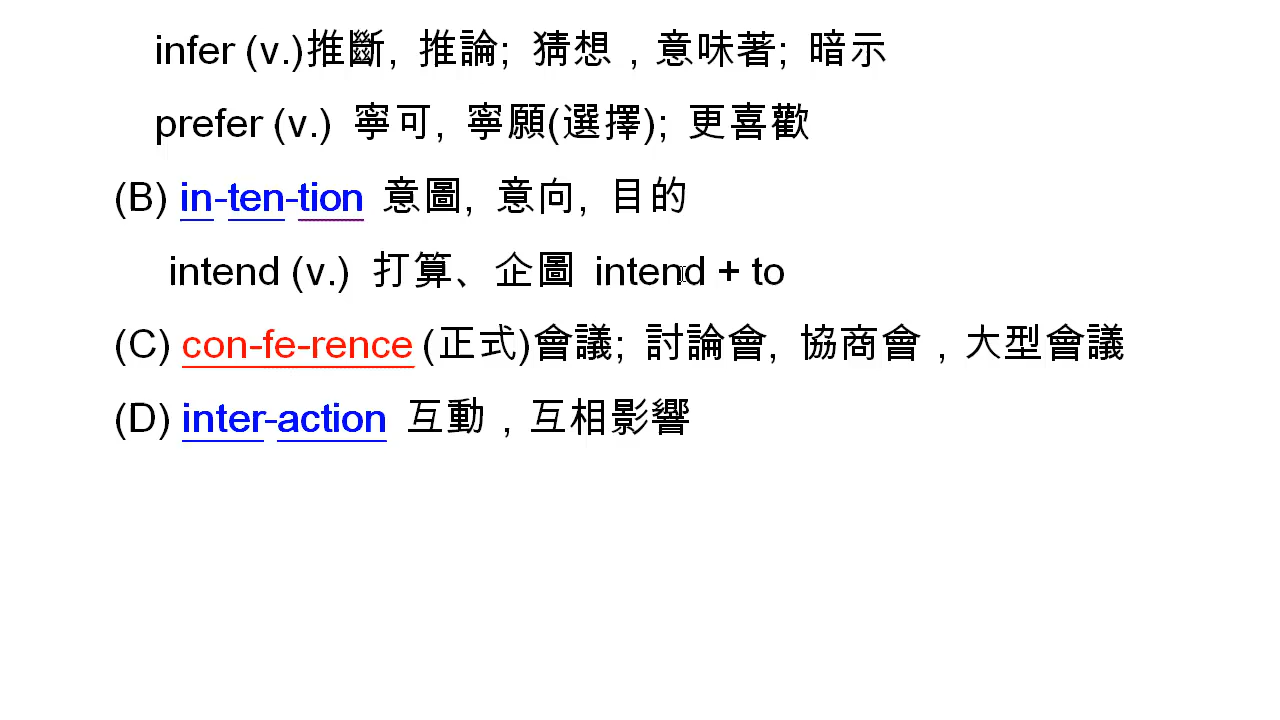 infer (v.)推斷, 推論; 猜想，意味著; 暗示
prefer (v.) 寧可, 寧願(選擇); 更喜歡
(B) in-ten-tion 意圖, 意向, 目的
intend (v.) 打算、企圖 intend + to
(C) con-fe-rence (正式)會議; 討論會, 協商會，大型會議
(D) inter-action 互動，互相影響